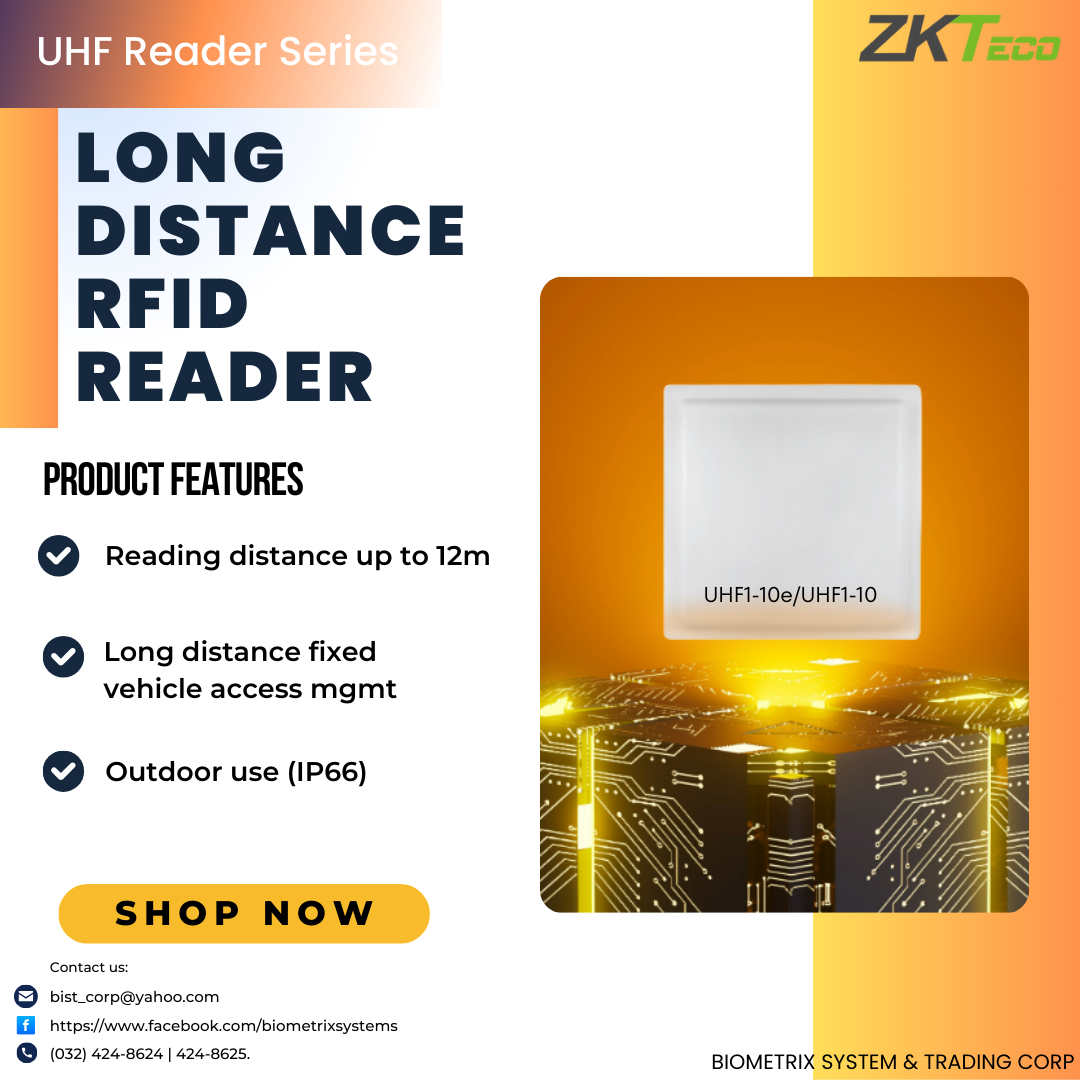 UHF Reader Series
ZKTECO
LONG
DISTANCE
RFID
READER
PRODUCT FEATURES
Reading distance up to 12m
Long distance fixed
vehicle access mgmt
Outdoor use (IP66)
UHF1-10e/UHF1-10
SHOP NOW
Contact us:
bist_corp@yahoo.com
https://www.facebook.com/biometrixsystems
(032) 424-8624 | 424-8625.
BIOMETRIX SYSTEM & TRADING CORP